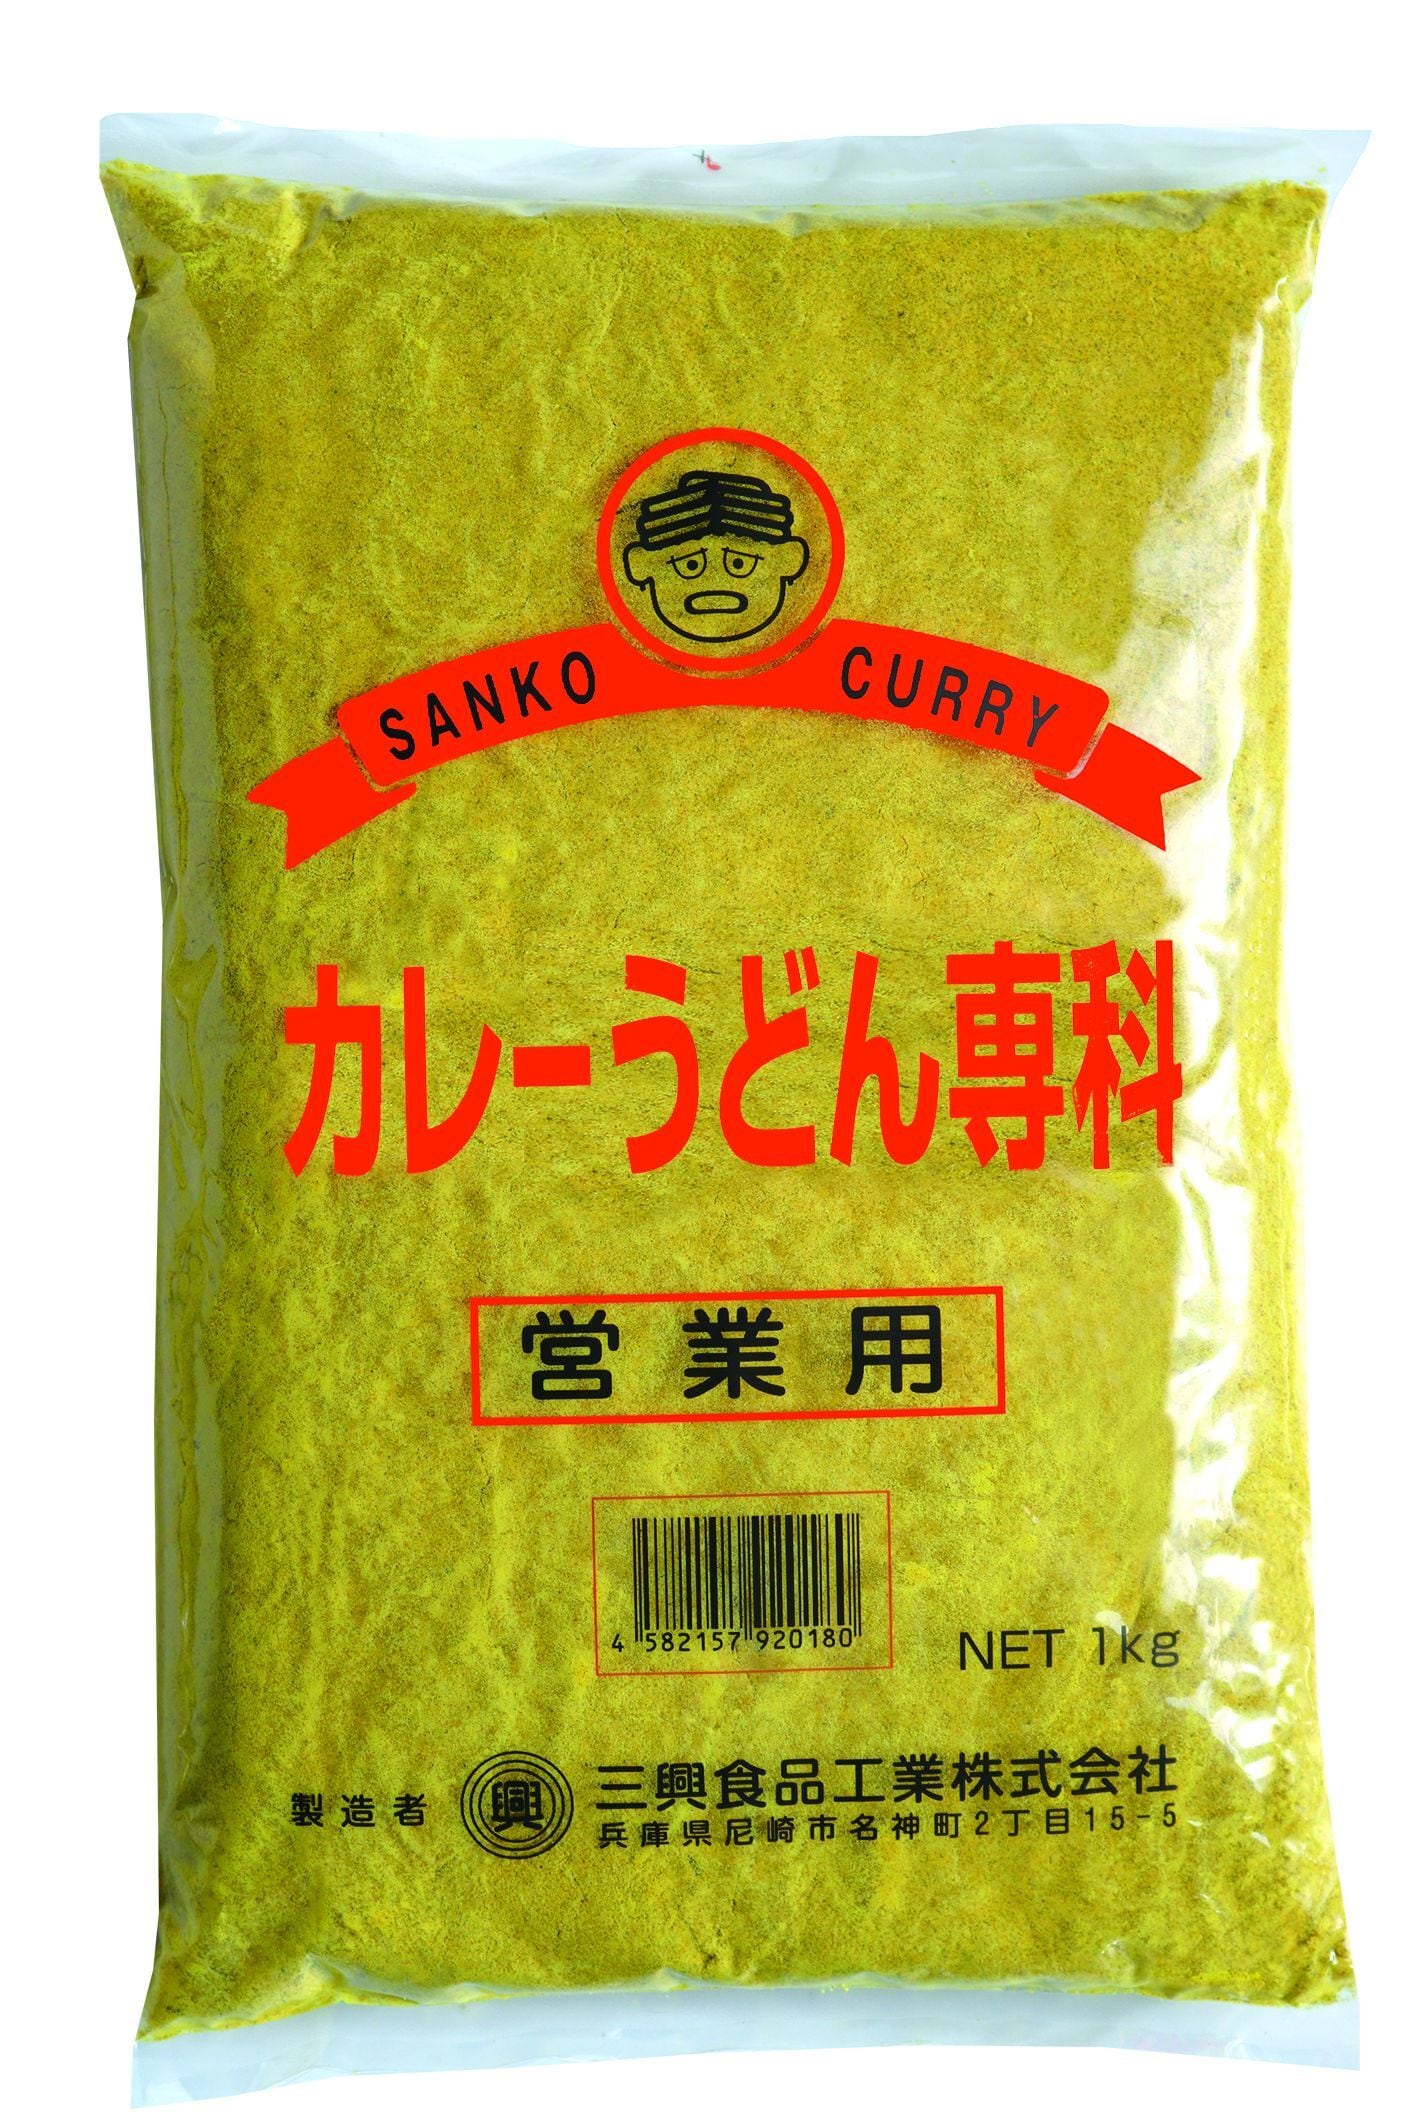 SANKO CURRY
カレーうどん専科
営業用
4 582157 920180
NET 1kg
製造者 興 三興食品工業株式会社
兵庫県尼崎市名神町2丁目15-5